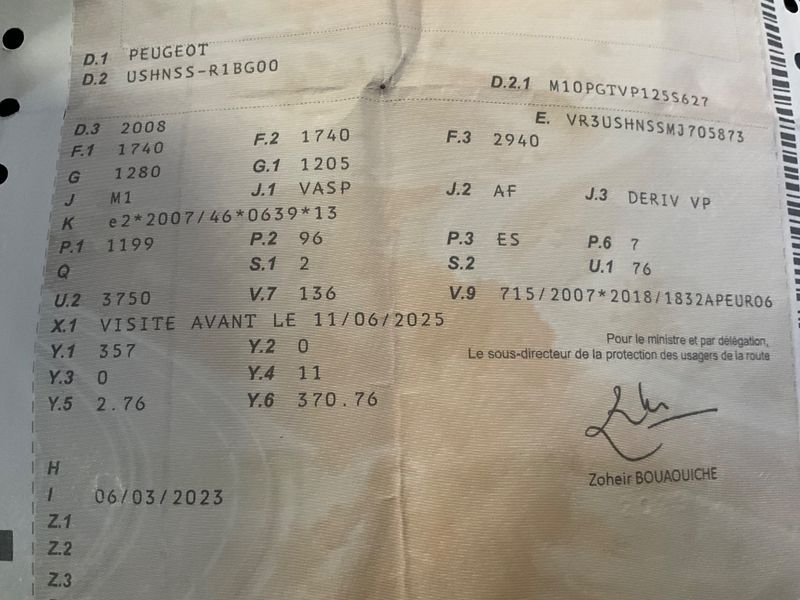 D.1 PEUGEOT
D.2 USHNSS-R1BG00
D.2.1 M10PGTVP125S627
D.3 2008
E. VR3USHNSSMJ705873
F.1 1740 F.2 1740 F.3 2940
G 1280 G.1 1205
J M1 J.1 VASP J.2 AF J.3 DERIV VP
K e2*2007/46*0639*13
P.1 1199 P.2 96 P.3 ES P.6 7
Q S.1 2 S.2 U.1 76
U.2 3750 V.7 136 V.9 715/2007*2018/1832APEURO6
X.1 VISITE AVANT LE 11/06/2025
Y.1 357 Y.2 0
Y.3 0 Y.4 11
Y.5 2.76 Y.6 370.76
Pour le ministre et par délégation,
Le sous-directeur de la protection des usagers de la route
Zoheir BOUAOUICHE
H
I 06/03/2023
Z.1
Z.2
Z.3